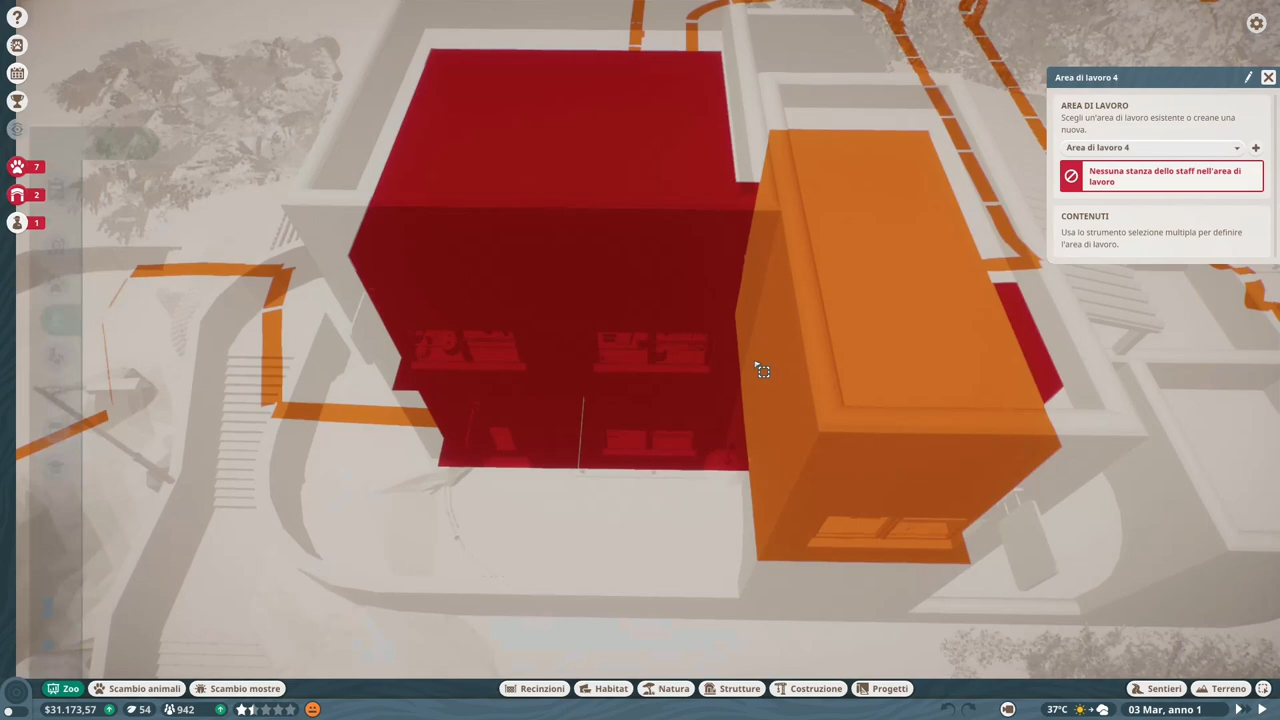 ?
7
2
1
Area di lavoro 4
AREA DI LAVORO
Scegli un'area di lavoro esistente o creane una
nuova.
Area di lavoro 4
Nessuna stanza dello staff nell'area di
lavoro
CONTENUTI
Usa lo strumento selezione multipla per definire
l'area di lavoro.
Zoo
Scambio animali
Scambio mostre
Recinzioni
Habitat
Natura
Strutture
Costruzione
Progetti
Sentieri
Terreno
$31.173,57
54
942
37°C
03 Mar, anno 1